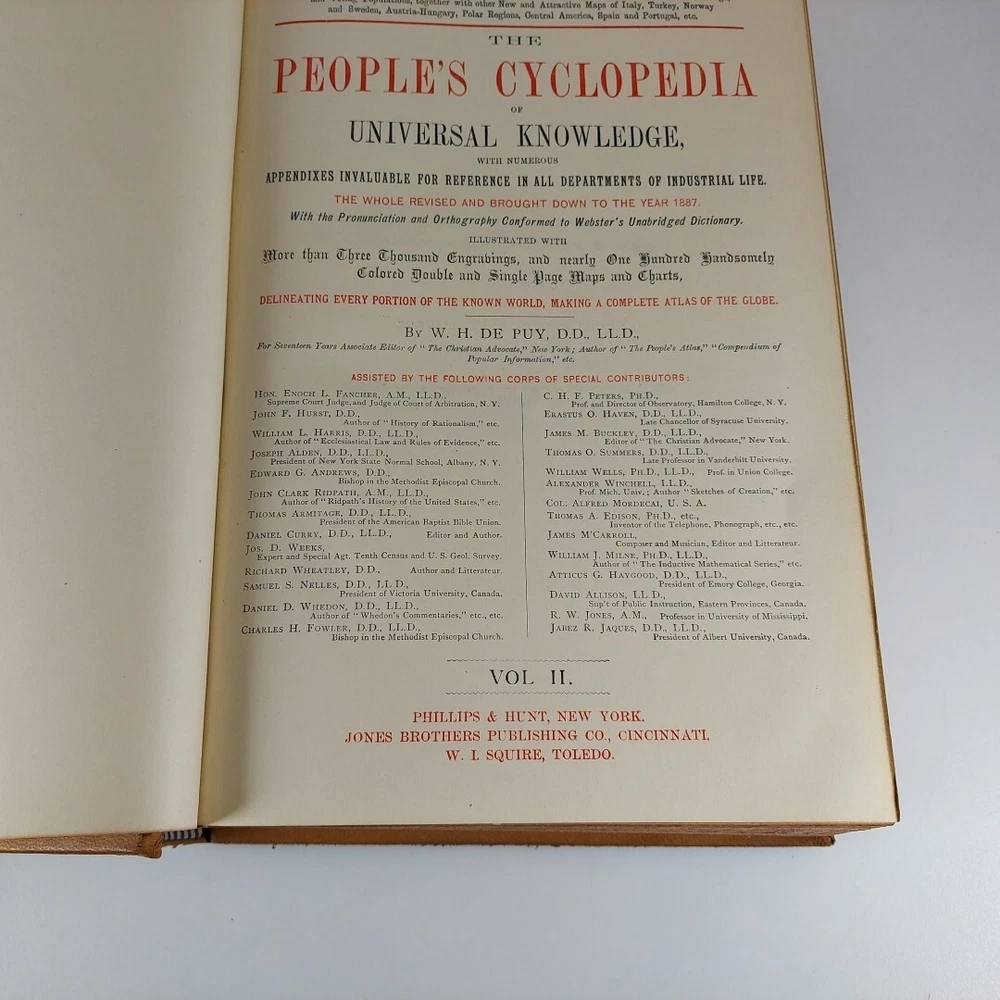 and Voting Populations, together with other New and Attractive Maps of Italy, Turkey, Norway
and Sweden, Austria-Hungary, Polar Regions, Central America, Spain and Portugal, etc.
THE
PEOPLE'S CYCLOPEDIA
OF
UNIVERSAL KNOWLEDGE,
WITH NUMEROUS
APPENDIXES INVALUABLE FOR REFERENCE IN ALL DEPARTMENTS OF INDUSTRIAL LIFE.
THE WHOLE REVISED AND BROUGHT DOWN TO THE YEAR 1887.
With the Pronunciation and Orthography Conformed to Webster's Unabridged Dictionary.
ILLUSTRATED WITH
More than Three Thousand Engravings, and nearly One Hundred Handsomely
Colored Double and Single Page Maps and Charts,
DELINEATING EVERY PORTION OF THE KNOWN WORLD, MAKING A COMPLETE ATLAS OF THE GLOBE.
By W. H. DE PUY, D.D., LL.D.,
For Seventeen Years Associate Editor of "The Christian Advocate," New York; Author of "The People's Atlas," "Compendium of
Popular Information," etc.
ASSISTED BY THE FOLLOWING CORPS OF SPECIAL CONTRIBUTORS:
Hon. Enoch L. Fancher, A.M., LL.D.,
Supreme Court Judge, and Judge of Court of Arbitration, N. Y.
John F. Hurst, D.D.,
Author of "History of Rationalism," etc.
William L. Harris, D.D., LL.D.,
Author of "Ecclesiastical Law and Rules of Evidence," etc.
Joseph Alden, D.D., LL.D.,
President of New York State Normal School, Albany, N. Y.
Edward G. Andrews, D.D.,
Bishop in the Methodist Episcopal Church.
John Clark Ridpath, A.M., LL.D.,
Author of "Ridpath's History of the United States," etc.
Thomas Armitage, D.D., LL.D.,
President of the American Baptist Bible Union.
Daniel Curry, D.D., LL.D., Editor and Author.
Jos. D. Weeks,
Expert and Special Agt. Tenth Census and U. S. Geol. Survey.
Richard Wheatley, D.D., Author and Litterateur.
Samuel S. Nelles, D.D., LL.D.,
President of Victoria University, Canada.
Daniel D. Whedon, D.D., LL.D.,
Author of "Whedon's Commentaries," etc., etc.
Charles H. Fowler, D.D., LL.D.,
Bishop in the Methodist Episcopal Church.
C. H. F. Peters, Ph.D.,
Prof. and Director of Observatory, Hamilton College, N. Y.
Erastus O. Haven, D.D., LL.D.,
Late Chancellor of Syracuse University.
James M. Buckley, D.D., LL.D.,
Editor of "The Christian Advocate," New York.
Thomas O. Summers, D.D., LL.D.,
Late Professor in Vanderbilt University.
William Wells, Ph.D., LL.D., Prof. in Union College.
Alexander Winchell, LL.D.,
Prof. Mich. Univ.; Author "Sketches of Creation," etc.
Col. Alfred Mordecai, U. S. A.
Thomas A. Edison, Ph.D., etc.,
Inventor of the Telephone, Phonograph, etc., etc.
James M'Carroll,
Composer and Musician, Editor and Litterateur.
William J. Milne, Ph.D., LL.D.,
Author of "The Inductive Mathematical Series," etc.
Atticus G. Haygood, D.D., LL.D.,
President of Emory College, Georgia.
David Allison, LL.D.,
Sup't of Public Instruction, Eastern Provinces, Canada.
R. W. Jones, A.M., Professor in University of Mississippi.
Jabez R. Jaques, D.D., LL.D.,
President of Albert University, Canada.
VOL II.
PHILLIPS & HUNT, NEW YORK.
JONES BROTHERS PUBLISHING CO., CINCINNATI.
W. I. SQUIRE, TOLEDO.